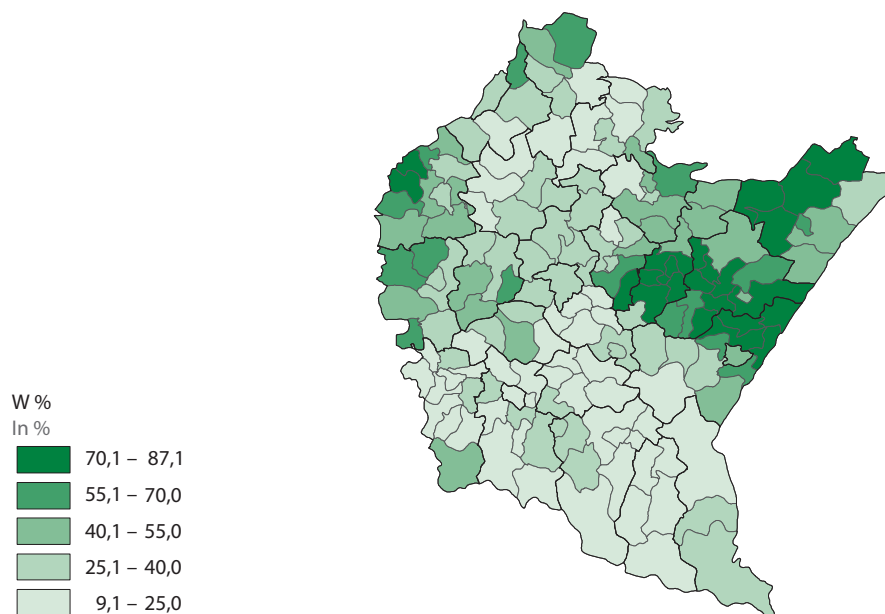 W %
In %
70,1 – 87,1
55,1 – 70,0
40,1 – 55,0
25,1 – 40,0
9,1 – 25,0